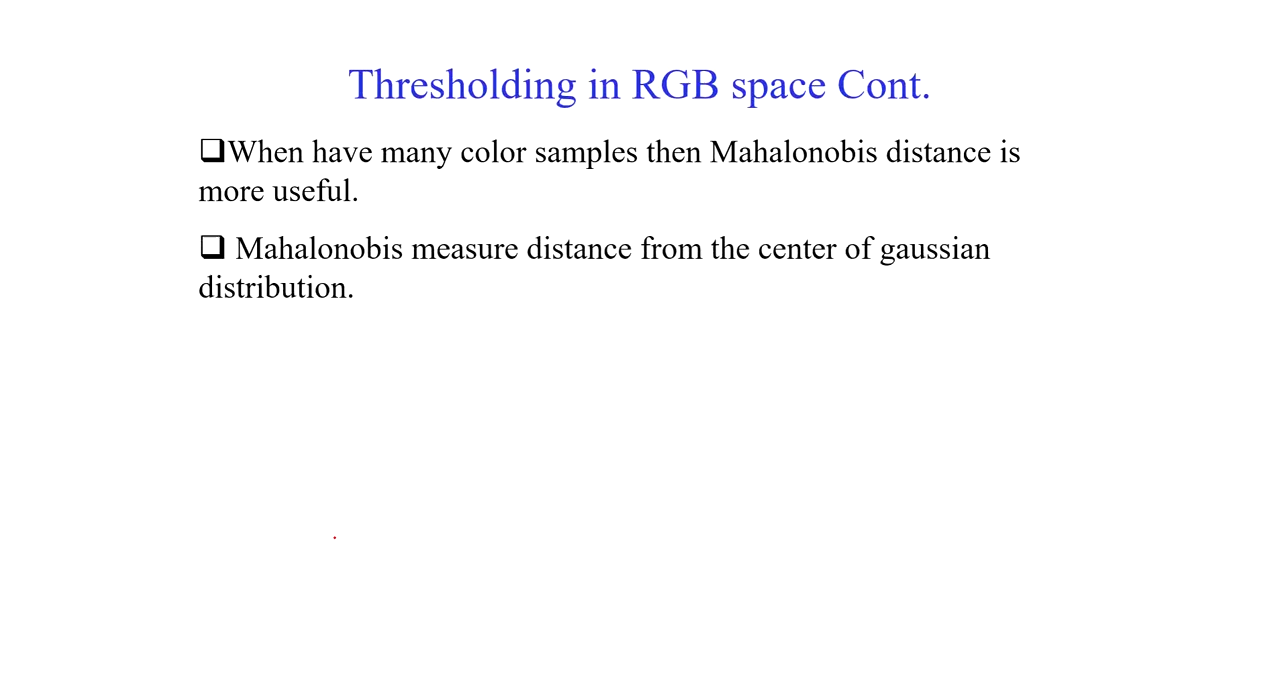 Thresholding in RGB space Cont.
❑When have many color samples then Mahalonobis distance is
more useful.
❑ Mahalonobis measure distance from the center of gaussian
distribution.